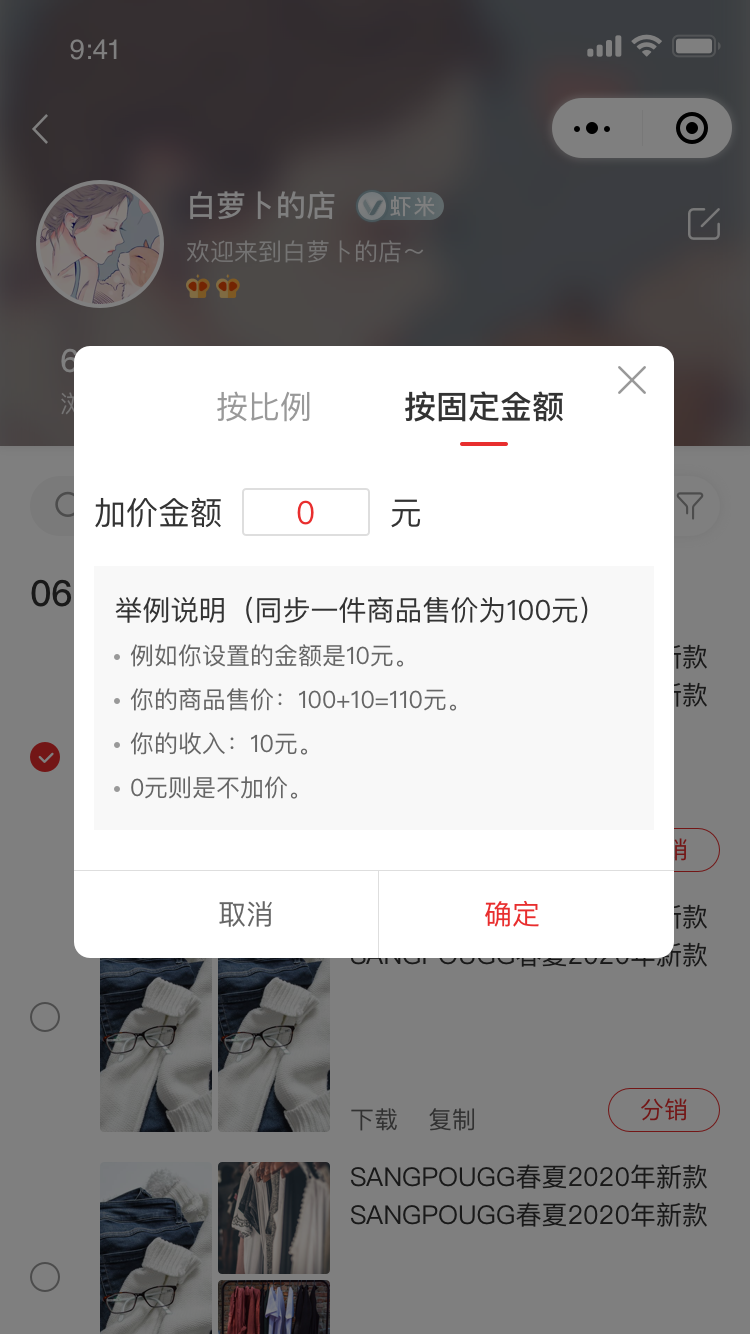 9:41
白萝卜的店 虾米
欢迎来到白萝卜的店～
6
按比例 按固定金额
加价金额 0 元
06
举例说明（同步一件商品售价为100元）
• 例如你设置的金额是10元。
• 你的商品售价：100+10=110元。
• 你的收入：10元。
• 0元则是不加价。
新款
新款
销
取消 确定
新款
SANGPOUGG春夏2020年新款
下载 复制 分销
SANGPOUGG春夏2020年新款
SANGPOUGG春夏2020年新款